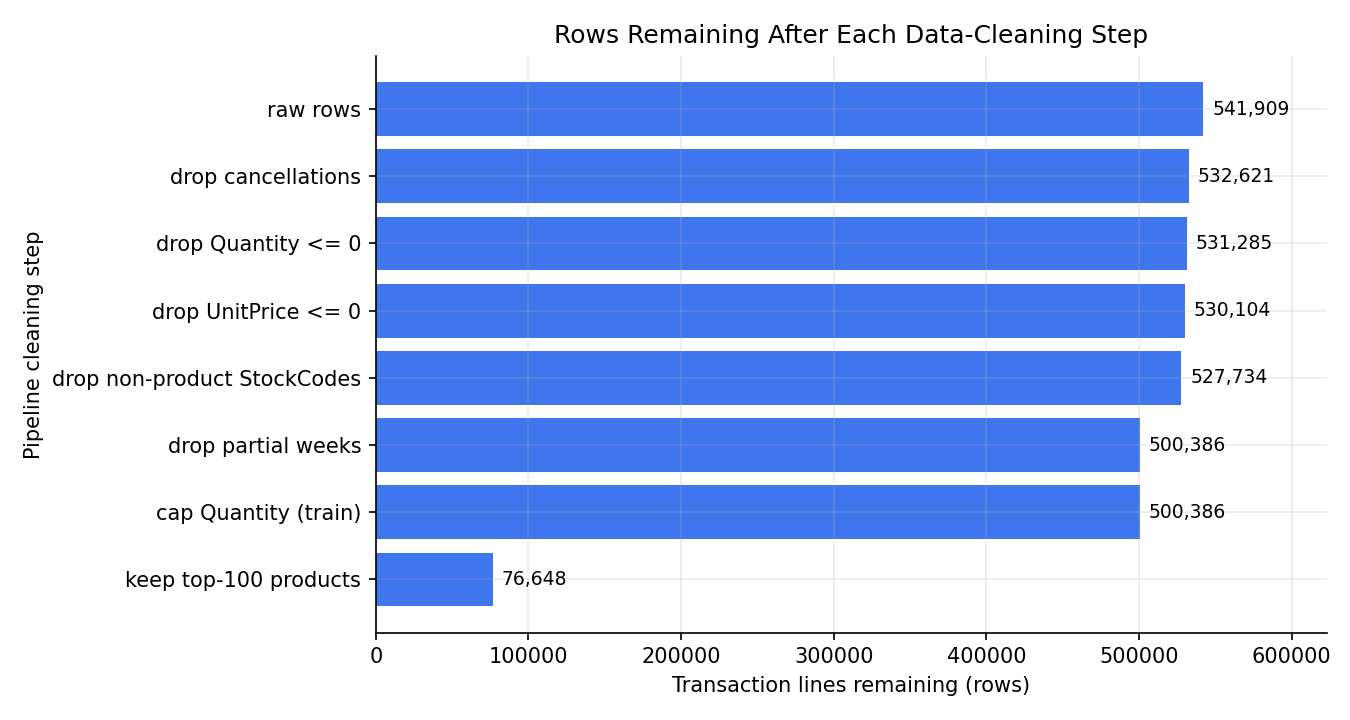 Rows Remaining After Each Data-Cleaning Step
Pipeline cleaning step
raw rows 541,909
drop cancellations 532,621
drop Quantity <= 0 531,285
drop UnitPrice <= 0 530,104
drop non-product StockCodes 527,734
drop partial weeks 500,386
cap Quantity (train) 500,386
keep top-100 products 76,648
0 100000 200000 300000 400000 500000 600000
Transaction lines remaining (rows)